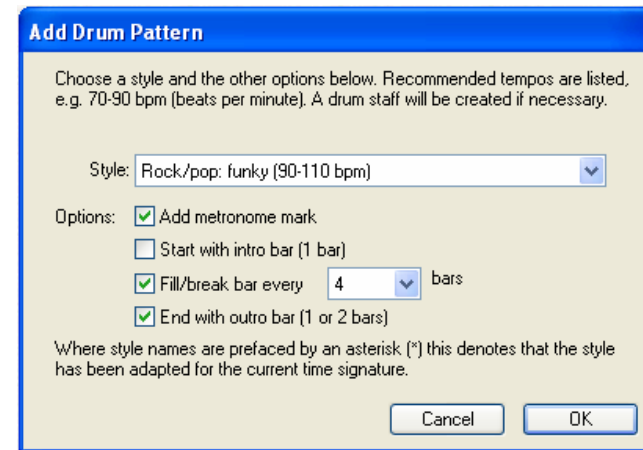 Add Drum Pattern
Choose a style and the other options below. Recommended tempos are listed,
e.g. 70-90 bpm (beats per minute). A drum staff will be created if necessary.
Style: Rock/pop: funky (90-110 bpm)
Options: Add metronome mark
Start with intro bar (1 bar)
Fill/break bar every 4 bars
End with outro bar (1 or 2 bars)
Where style names are prefaced by an asterisk (*) this denotes that the style
has been adapted for the current time signature.
Cancel OK